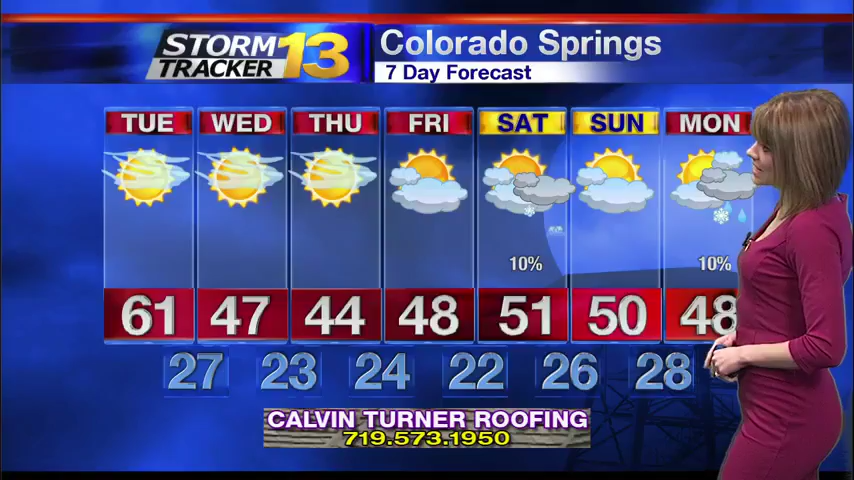 STORM
TRACKER 13
Colorado Springs
7 Day Forecast
TUE WED THU FRI SAT SUN MON
10% 10%
61 47 44 48 51 50 48
27 23 24 22 26 28
CALVIN TURNER ROOFING
719.573.1950